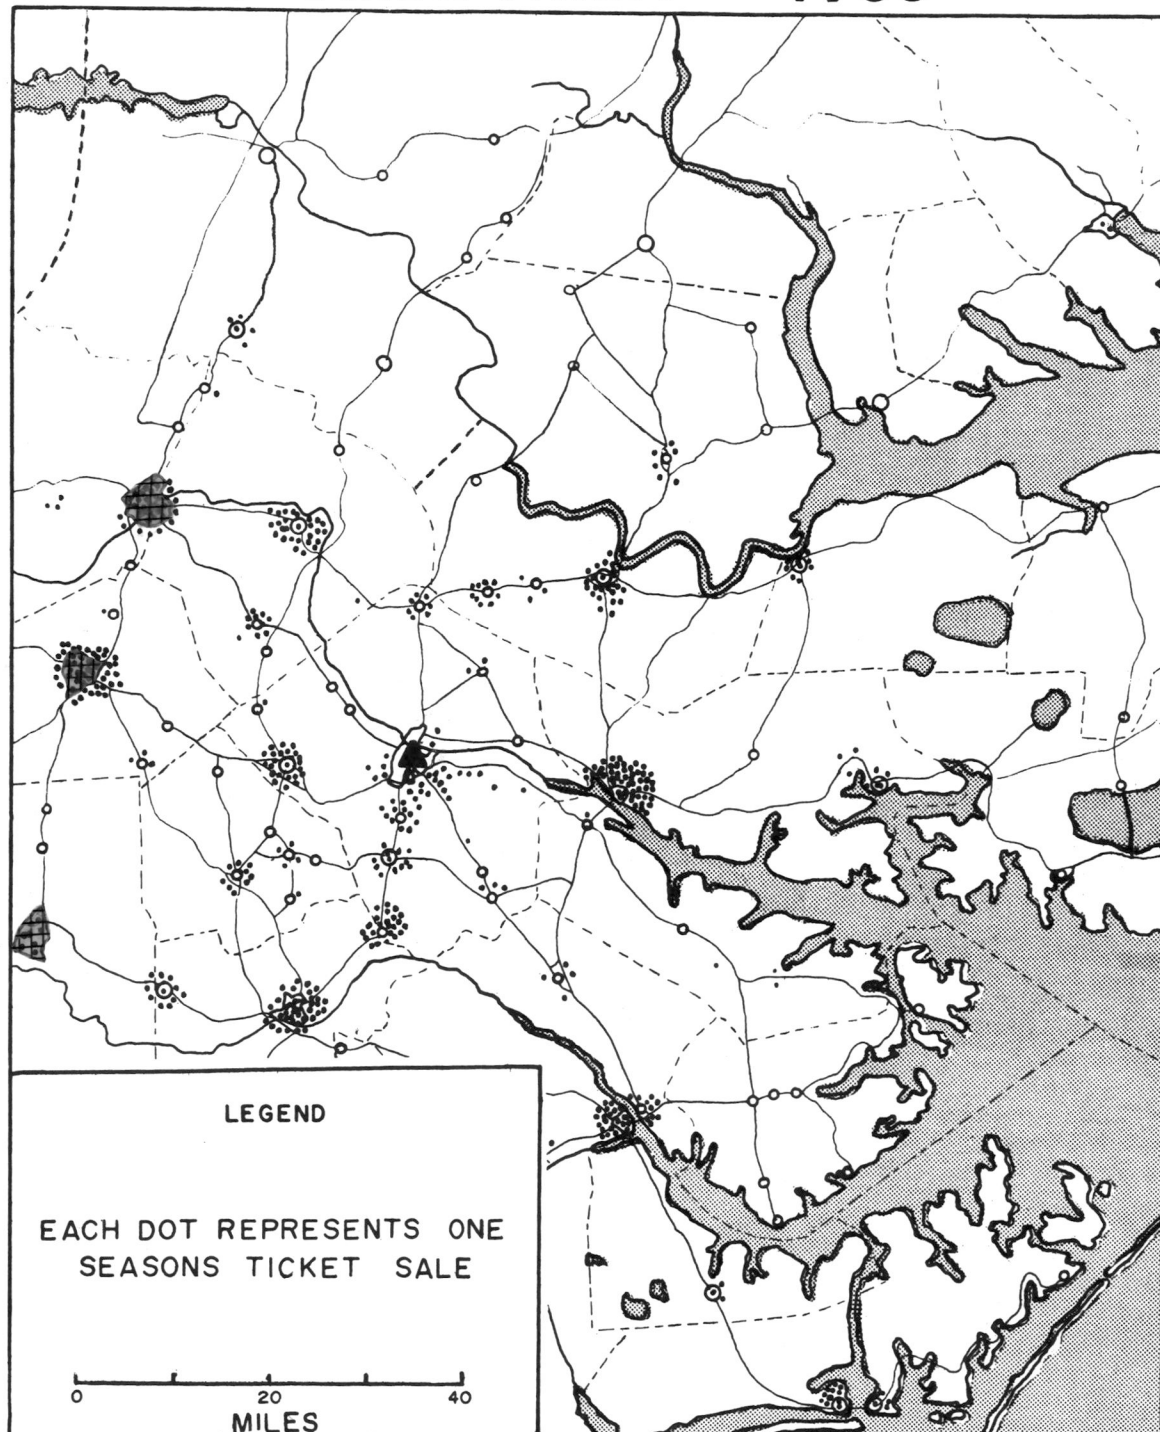 LEGEND
EACH DOT REPRESENTS ONE
SEASONS TICKET SALE
0 20 40
MILES